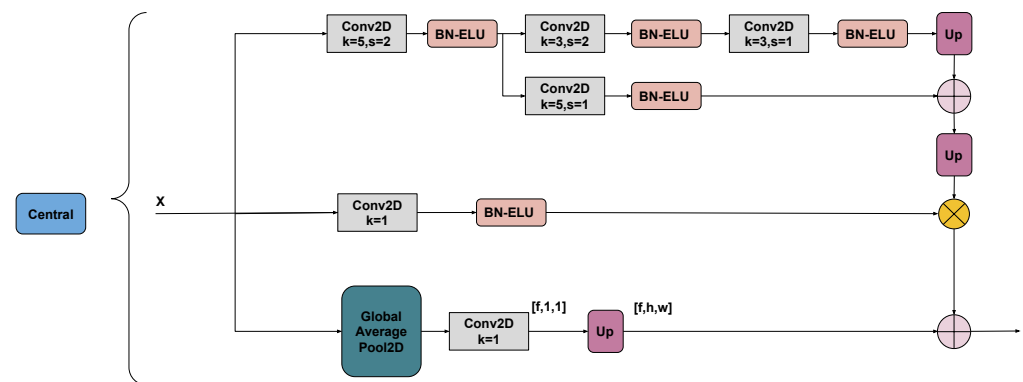 Conv2D
k=5,s=2
BN-ELU
Conv2D
k=3,s=2
BN-ELU
Conv2D
k=3,s=1
BN-ELU
Up
Conv2D
k=5,s=1
BN-ELU
Up
Central
X
Conv2D
k=1
BN-ELU
Global
Average
Pool2D
Conv2D
k=1
[f,1,1]
Up
[f,h,w]